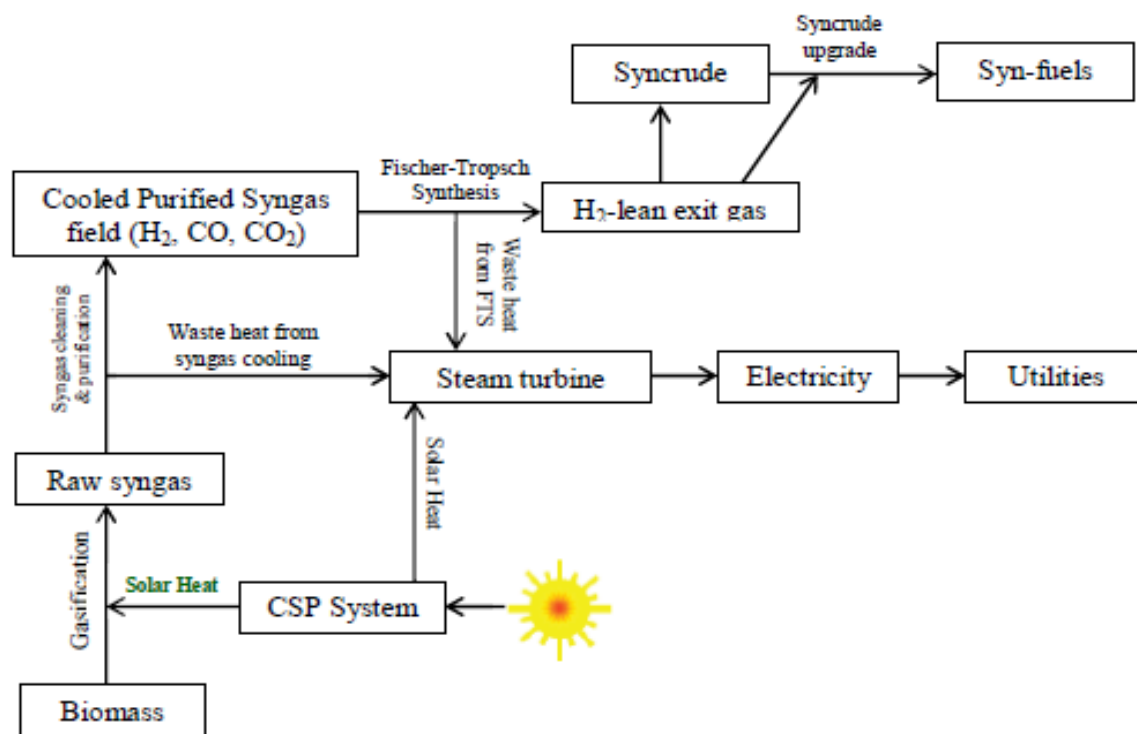 Syncrude
upgrade
Syncrude
Syn-fuels
Fischer-Tropsch
Synthesis
Cooled Purified Syngas
field (H₂, CO, CO₂)
H₂-lean exit gas
Waste heat
from FTS
Syngas cleaning
& purification
Waste heat from
syngas cooling
Steam turbine
Electricity
Utilities
Solar Heat
Raw syngas
Gasification
Solar Heat
CSP System
Biomass